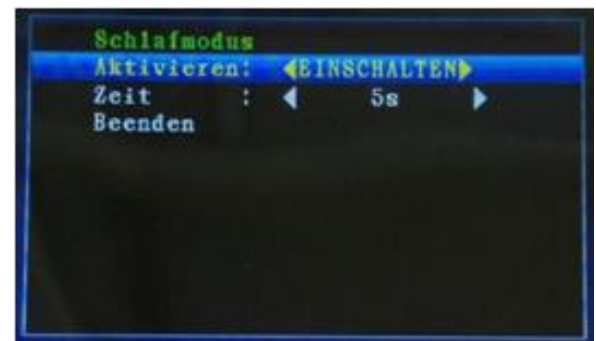 Schlafmodus
Aktivieren: ◀EINSCHALTEN▶
Zeit : ◀ 5s ▶
Beenden